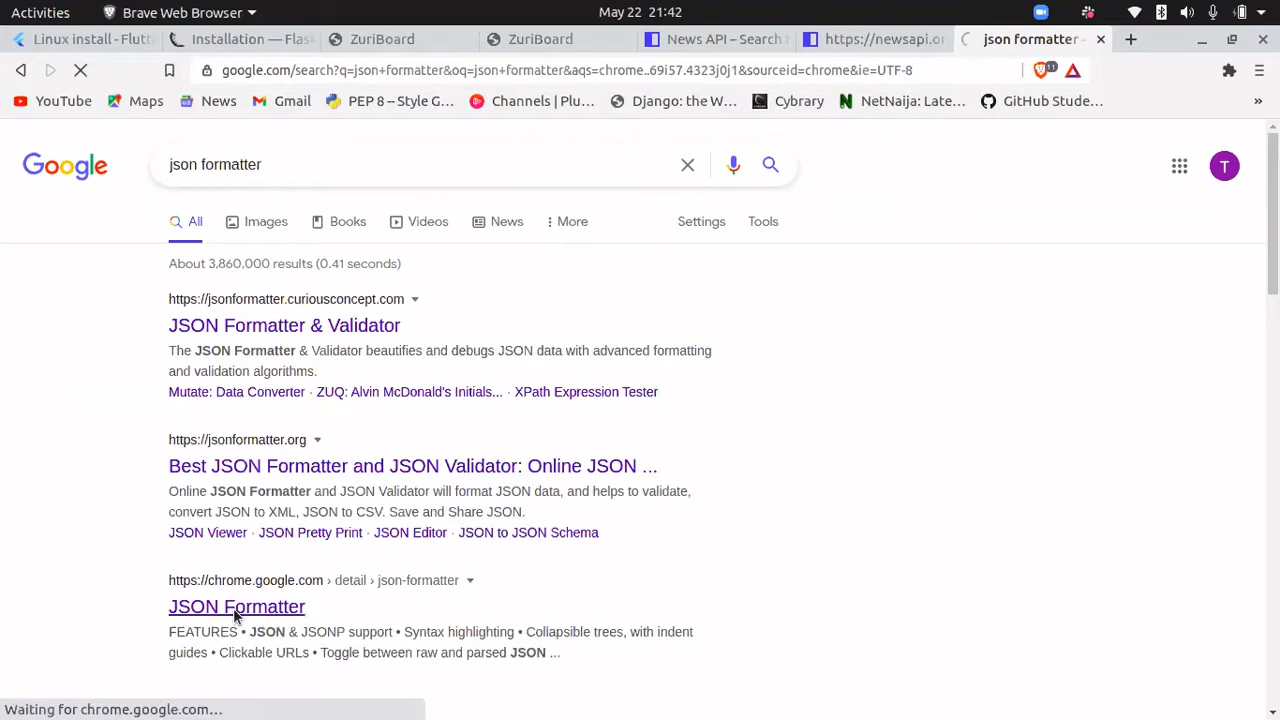 Activities Brave Web Browser May 22 21:42
Linux install - Flutte Installation — Flask ZuriBoard ZuriBoard News API – Search https://newsapi.or json formatter -
google.com/search?q=json+formatter&oq=json+formatter&aqs=chrome..69i57.4323j0j1&sourceid=chrome&ie=UTF-8 11
YouTube Maps News Gmail PEP 8 – Style G... Channels | Plu... Django: the W... Cybrary NetNaija: Late... GitHub Stude... »
Google json formatter T
All Images Books Videos News More Settings Tools
About 3,860,000 results (0.41 seconds)
https://jsonformatter.curiousconcept.com
JSON Formatter & Validator
The JSON Formatter & Validator beautifies and debugs JSON data with advanced formatting
and validation algorithms.
Mutate: Data Converter · ZUQ: Alvin McDonald's Initials... · XPath Expression Tester
https://jsonformatter.org
Best JSON Formatter and JSON Validator: Online JSON ...
Online JSON Formatter and JSON Validator will format JSON data, and helps to validate,
convert JSON to XML, JSON to CSV. Save and Share JSON.
JSON Viewer · JSON Pretty Print · JSON Editor · JSON to JSON Schema
https://chrome.google.com › detail › json-formatter
JSON Formatter
FEATURES • JSON & JSONP support • Syntax highlighting • Collapsible trees, with indent
guides • Clickable URLs • Toggle between raw and parsed JSON ...
Waiting for chrome.google.com...